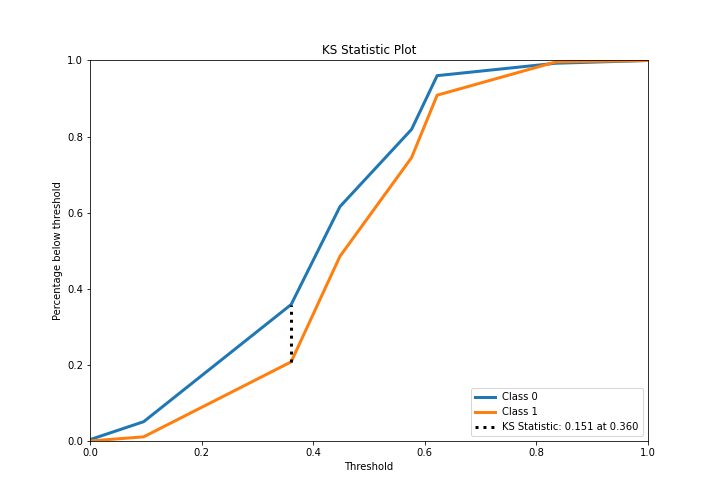 KS Statistic Plot
1.0
0.8
0.6
0.4
0.2
0.0
Percentage below threshold
0.0 0.2 0.4 0.6 0.8 1.0
Threshold
Class 0
Class 1
KS Statistic: 0.151 at 0.360